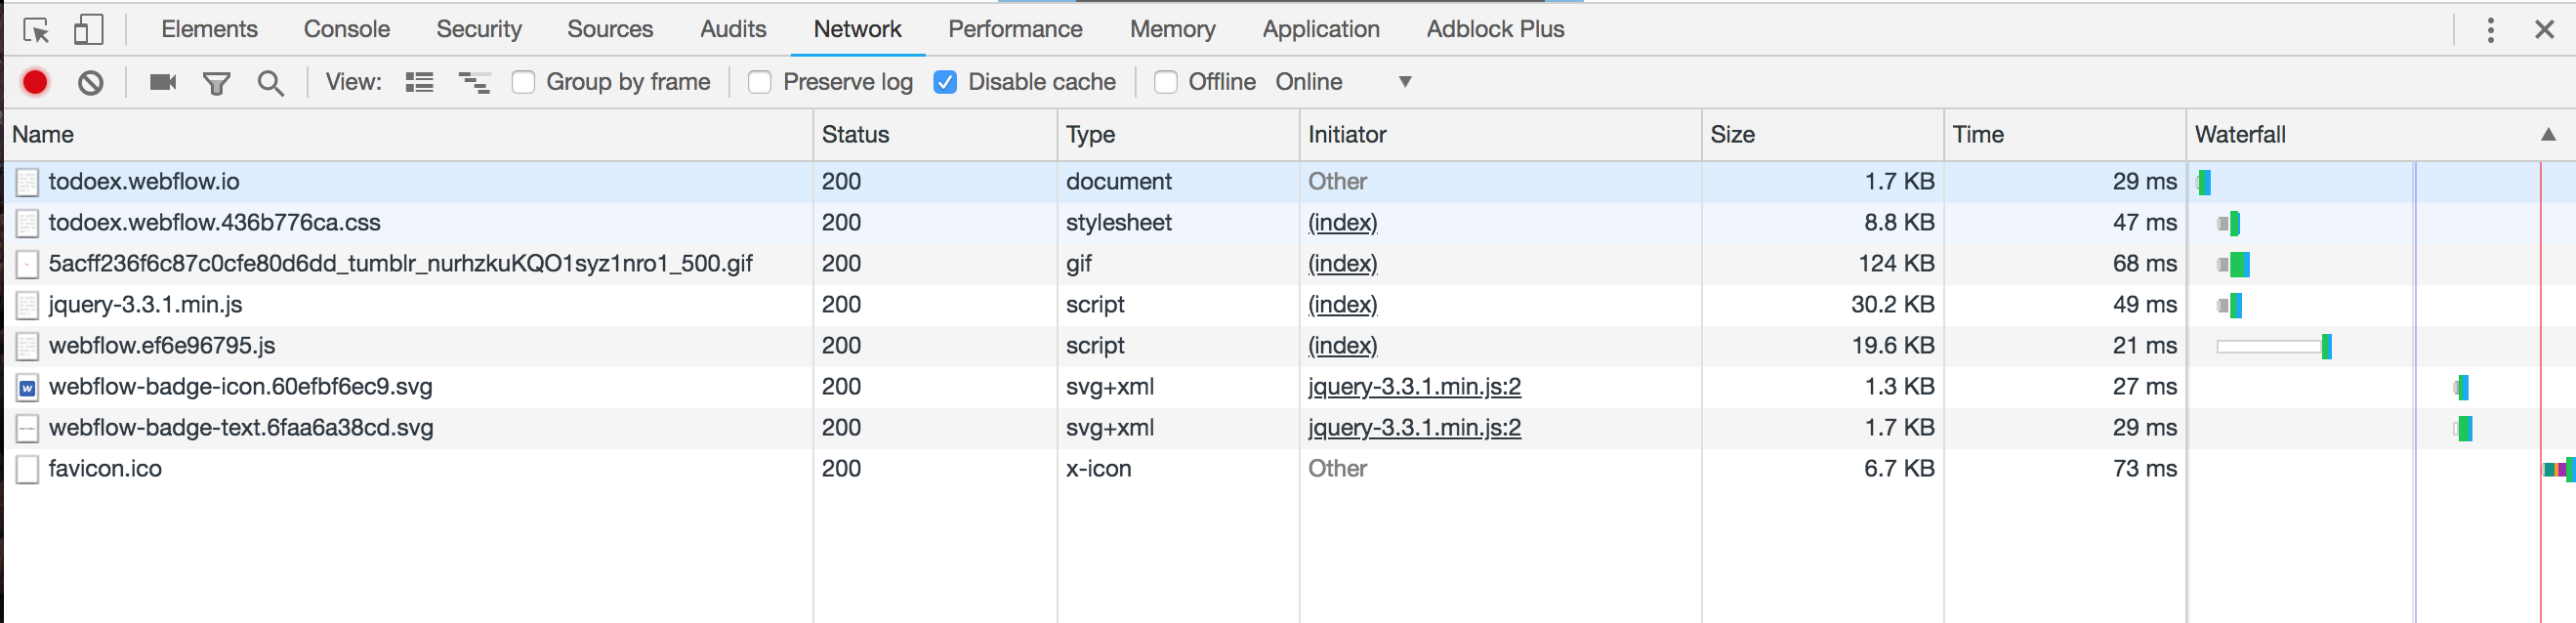 Elements Console Security Sources Audits Network Performance Memory Application Adblock Plus
View: Group by frame Preserve log Disable cache Offline Online
Name Status Type Initiator Size Time Waterfall
todoex.webflow.io 200 document Other 1.7 KB 29 ms
todoex.webflow.436b776ca.css 200 stylesheet (index) 8.8 KB 47 ms
5acff236f6c87c0cfe80d6dd_tumblr_nurhzkuKQO1syz1nro1_500.gif 200 gif (index) 124 KB 68 ms
jquery-3.3.1.min.js 200 script (index) 30.2 KB 49 ms
webflow.ef6e96795.js 200 script (index) 19.6 KB 21 ms
webflow-badge-icon.60efbf6ec9.svg 200 svg+xml jquery-3.3.1.min.js:2 1.3 KB 27 ms
webflow-badge-text.6faa6a38cd.svg 200 svg+xml jquery-3.3.1.min.js:2 1.7 KB 29 ms
favicon.ico 200 x-icon Other 6.7 KB 73 ms